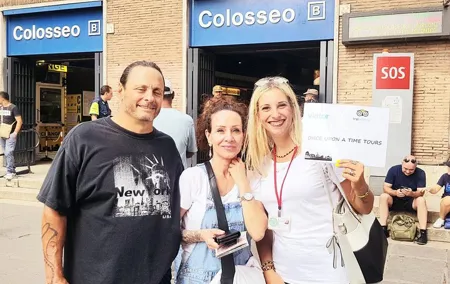 Colosseo B
Colosseo B
SOS
ONCE UPON A TIME TOURS
New York